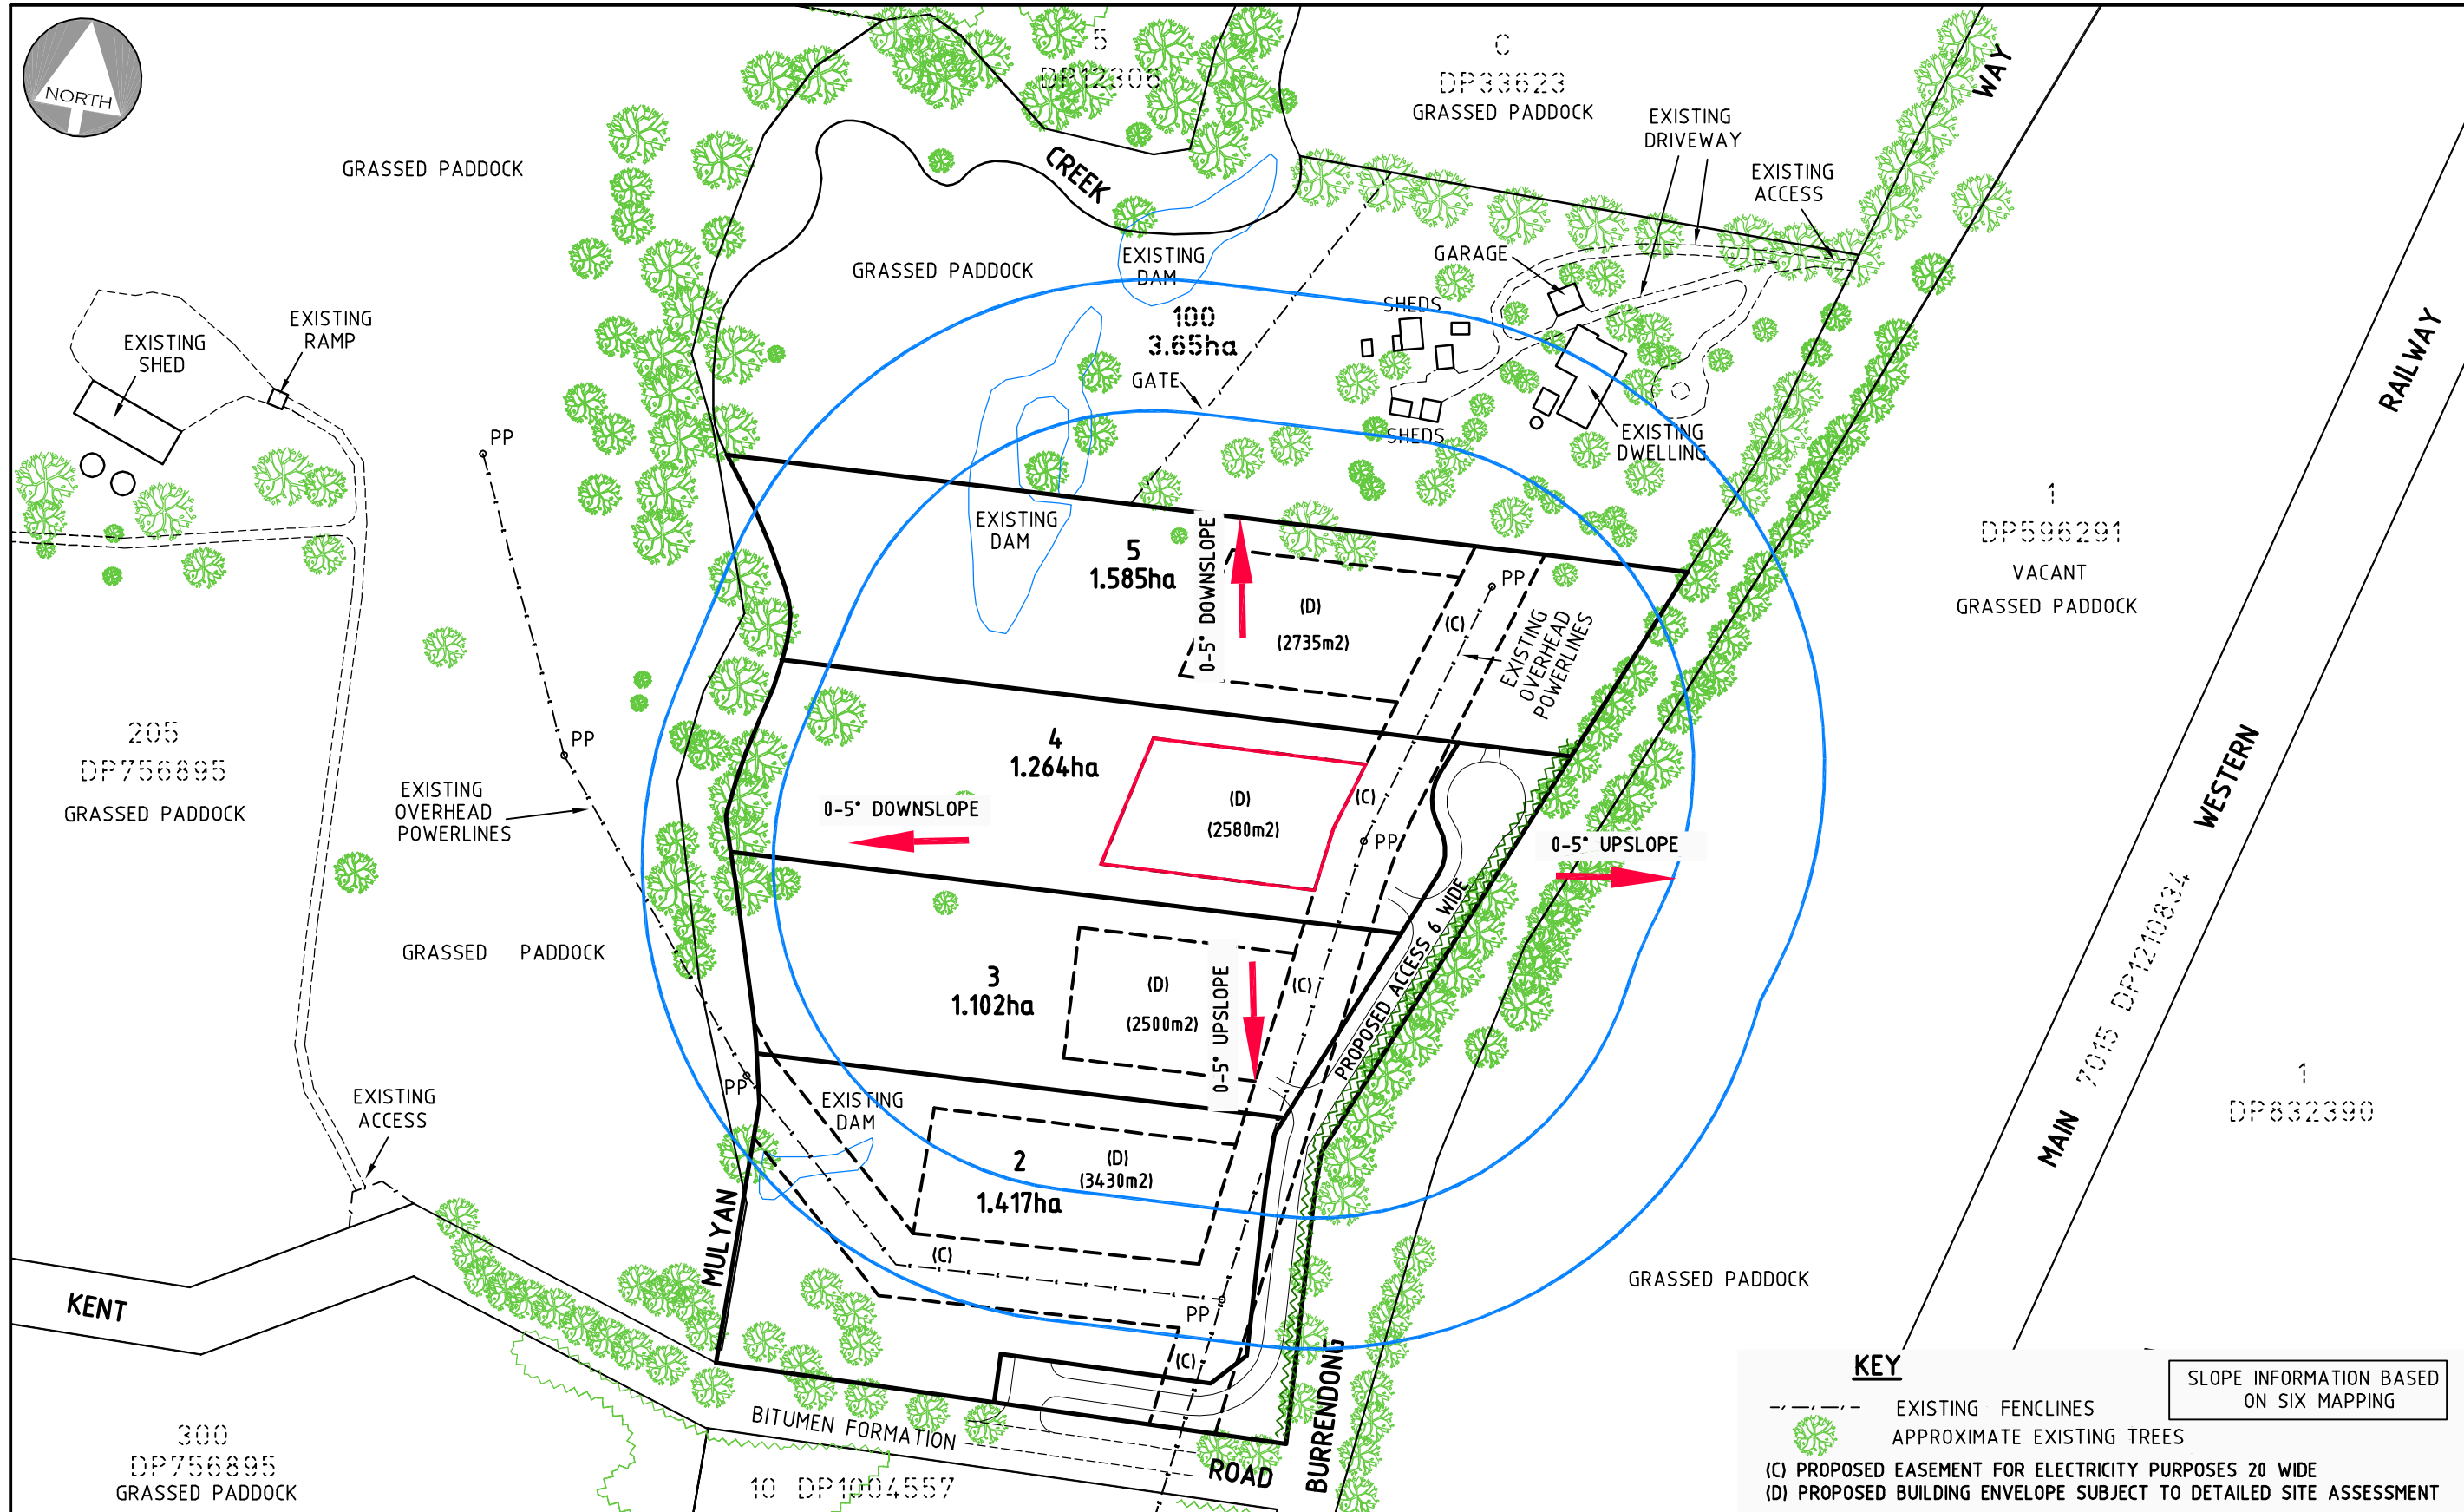 NORTH
GRASSED PADDOCK
5
DP12306
C
DP33623
GRASSED PADDOCK
EXISTING
DRIVEWAY
EXISTING
ACCESS
WAY
CREEK
GRASSED PADDOCK
EXISTING
DAM
GARAGE
SHEDS
100
3.65ha
GATE
SHEDS
EXISTING
DWELLING
EXISTING
SHED
EXISTING
RAMP
PP
RAILWAY
1
DP596291
VACANT
GRASSED PADDOCK
EXISTING
DAM
5
1.585ha
0-5° DOWNSLOPE
(D)
(2735m2)
PP
(C)
EXISTING
OVERHEAD
POWERLINES
205
DP756895
GRASSED PADDOCK
PP
EXISTING
OVERHEAD
POWERLINES
4
1.264ha
0-5° DOWNSLOPE
(D)
(2580m2)
(C)
PP
0-5° UPSLOPE
WESTERN
GRASSED PADDOCK
3
1.102ha
(D)
(2500m2)
0-5° UPSLOPE
(C)
PROPOSED ACCESS 6 WIDE
7015 DP1210834
MAIN
1
DP832390
EXISTING
ACCESS
PP
EXISTING
DAM
2
1.417ha
(D)
(3430m2)
MULYAN
(C)
PP
(C)
GRASSED PADDOCK
KENT
BITUMEN FORMATION
ROAD
BURRENDONG
300
DP756895
GRASSED PADDOCK
10 DP1004557
KEY
SLOPE INFORMATION BASED
ON SIX MAPPING
EXISTING FENCLINES
APPROXIMATE EXISTING TREES
(C) PROPOSED EASEMENT FOR ELECTRICITY PURPOSES 20 WIDE
(D) PROPOSED BUILDING ENVELOPE SUBJECT TO DETAILED SITE ASSESSMENT